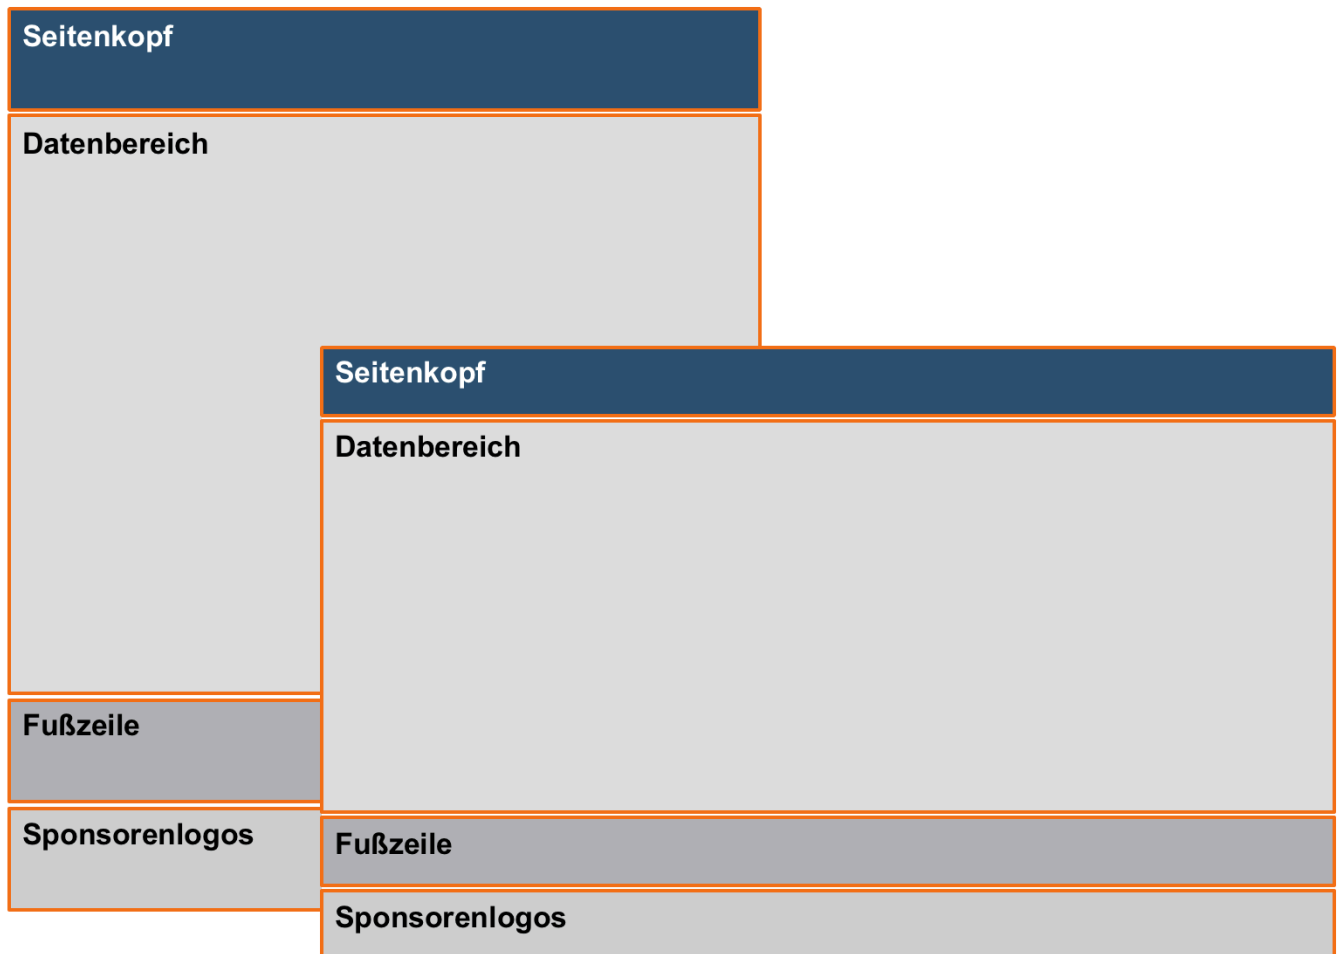 Seitenkopf
Datenbereich
Fußzeile
Sponsorenlogos
Seitenkopf
Datenbereich
Fußzeile
Sponsorenlogos